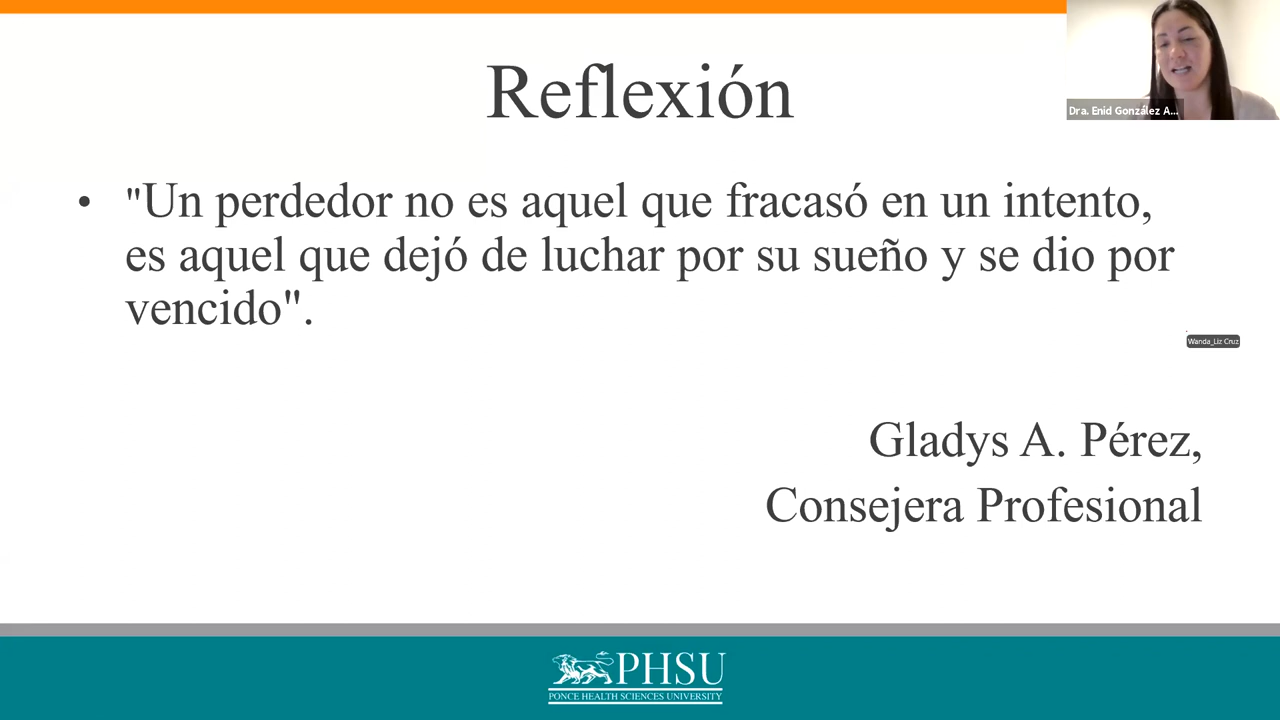 Reflexión
Dra. Enid González A...
• "Un perdedor no es aquel que fracasó en un intento,
es aquel que dejó de luchar por su sueño y se dio por
vencido".
Wanda_Liz Cruz
Gladys A. Pérez,
Consejera Profesional
PHSU
PONCE HEALTH SCIENCES UNIVERSITY